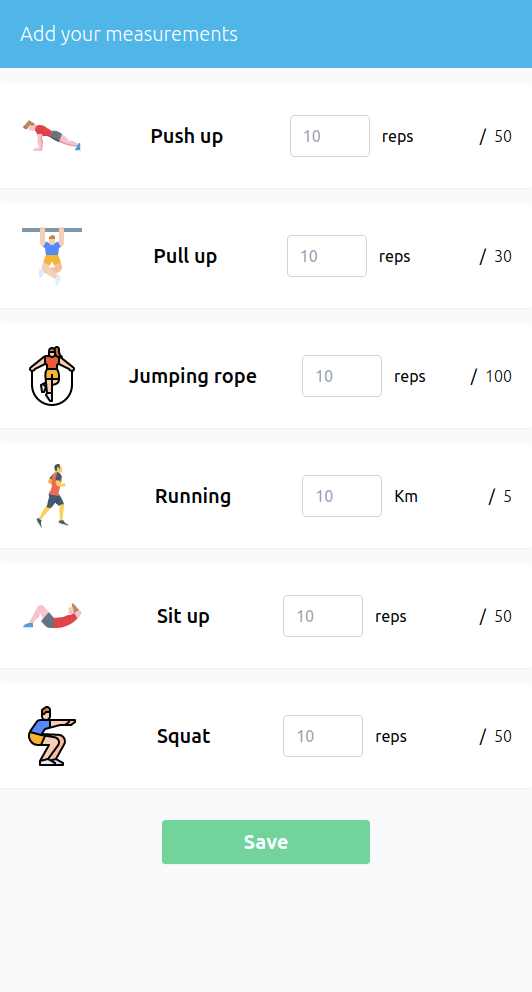 Add your measurements
Push up 10 reps / 50
Pull up 10 reps / 30
Jumping rope 10 reps / 100
Running 10 Km / 5
Sit up 10 reps / 50
Squat 10 reps / 50
Save